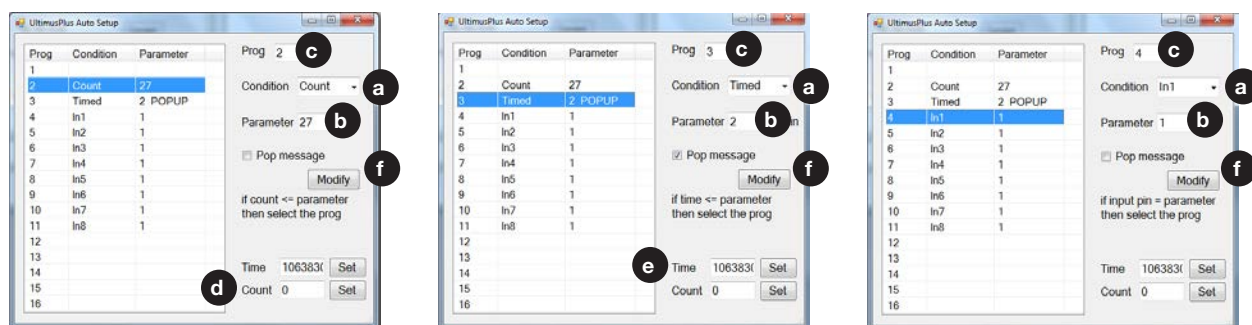 UltimusPlus Auto Setup
Prog Condition Parameter
1
2 Count 27
3 Timed 2 POPUP
4 In1 1
5 In2 1
6 In3 1
7 In4 1
8 In5 1
9 In6 1
10 In7 1
11 In8 1
12
13
14
15
16
Prog 2 c
Condition Count a
Parameter 27 b
Pop message
f
Modify
if count <= parameter
then select the prog
Time 106383( Set
d Count 0 Set
UltimusPlus Auto Setup
Prog Condition Parameter
1
2 Count 27
3 Timed 2 POPUP
4 In1 1
5 In2 1
6 In3 1
7 In4 1
8 In5 1
9 In6 1
10 In7 1
11 In8 1
12
13
14
15
16
Prog 3 c
Condition Timed a
Parameter 2 b
Pop message
f
Modify
if time <= parameter
then select the prog
e Time 106383( Set
Count 0 Set
UltimusPlus Auto Setup
Prog Condition Parameter
1
2 Count 27
3 Timed 2 POPUP
4 In1 1
5 In2 1
6 In3 1
7 In4 1
8 In5 1
9 In6 1
10 In7 1
11 In8 1
12
13
14
15
16
Prog 4 c
Condition In1 a
Parameter 1 b
Pop message
f
Modify
if input pin = parameter
then select the prog
Time 106383( Set
Count 0 Set